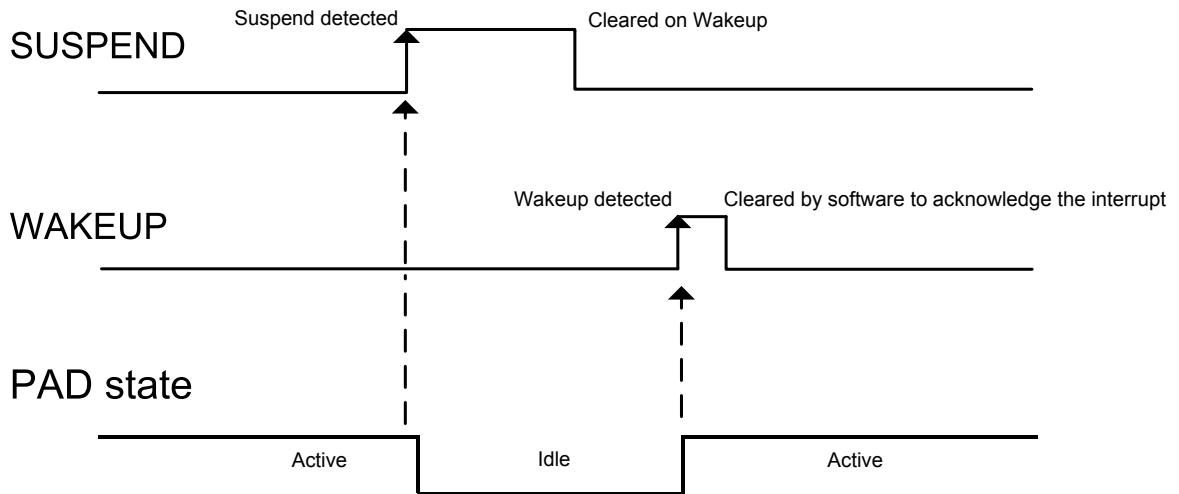 Suspend detected
Cleared on Wakeup
SUSPEND
Wakeup detected
Cleared by software to acknowledge the interrupt
WAKEUP
PAD state
Active
Idle
Active